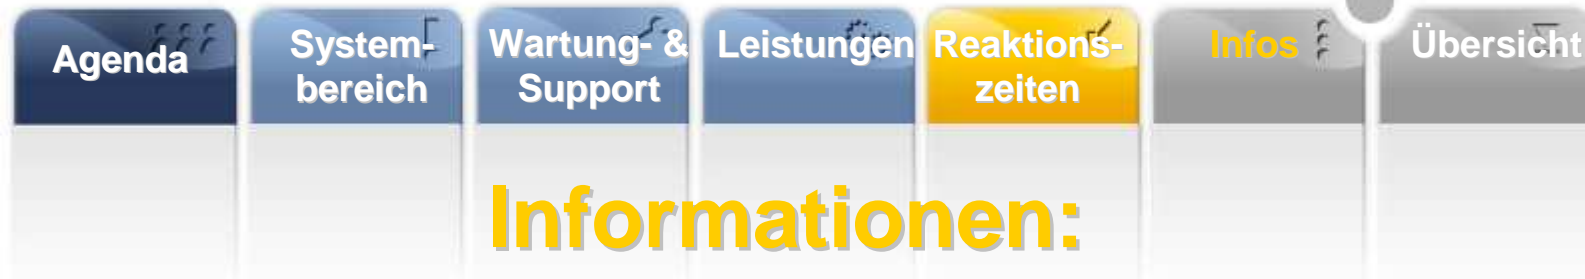 Agenda
System-
bereich
Wartung- &
Support
Leistungen
Reaktions-
zeiten
Infos
Übersicht
Informationen: